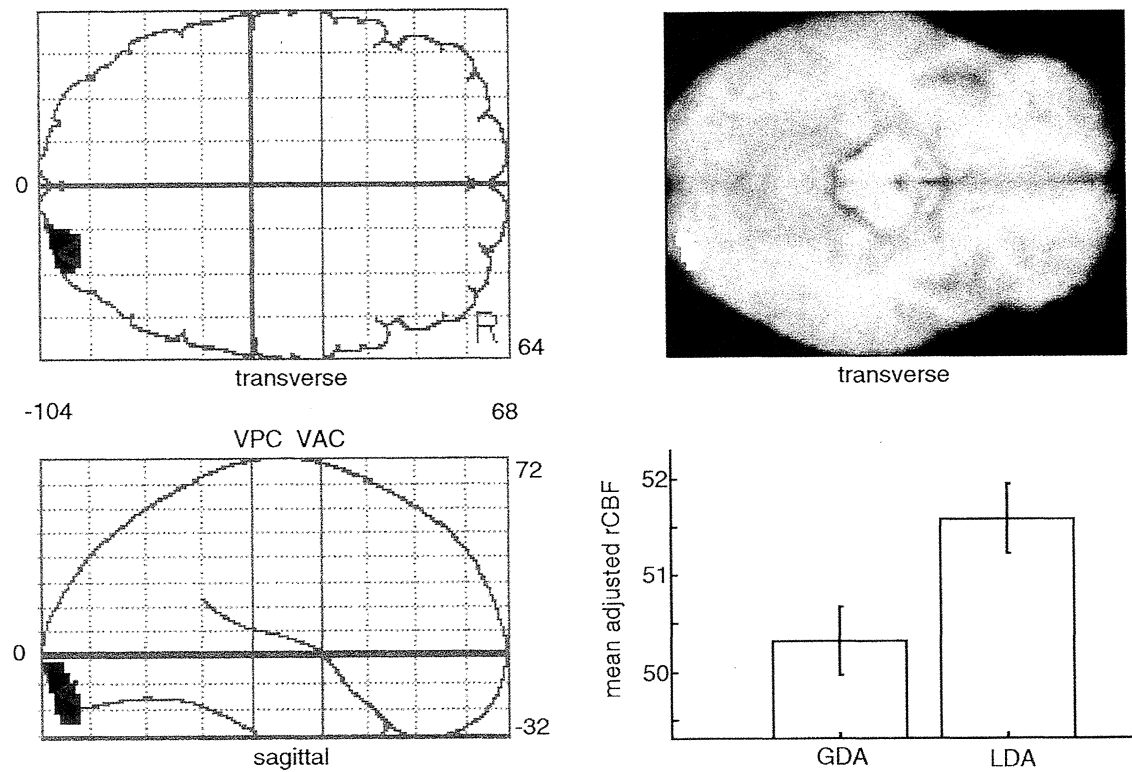 0
R
64
transverse
transverse
-104
68
VPC VAC
72
0
-32
sagittal
mean adjusted rCBF
52
51
50
GDA
LDA